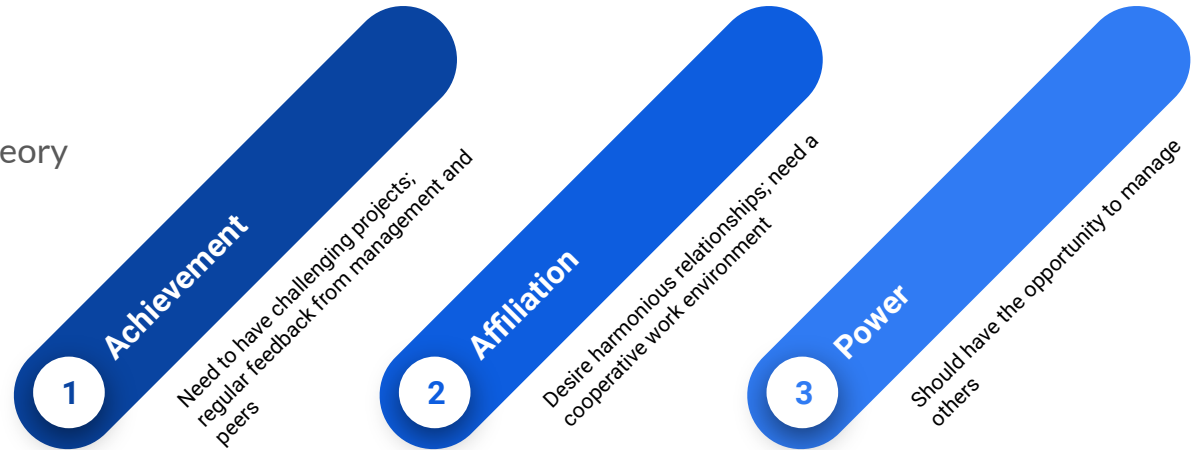 eory
1
Achievement
Need to have challenging projects;
regular feedback from management and
peers
2
Affiliation
Desire harmonious relationships; need a
cooperative work environment
3
Power
Should have the opportunity to manage
others